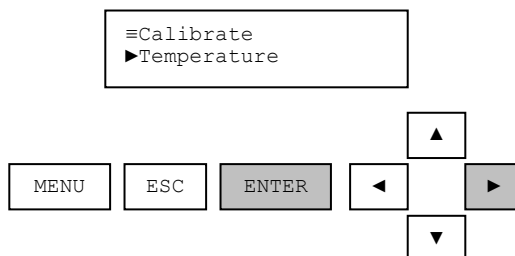 ≡Calibrate
►Temperature
▲
MENU ESC ENTER ◄ ►
▼